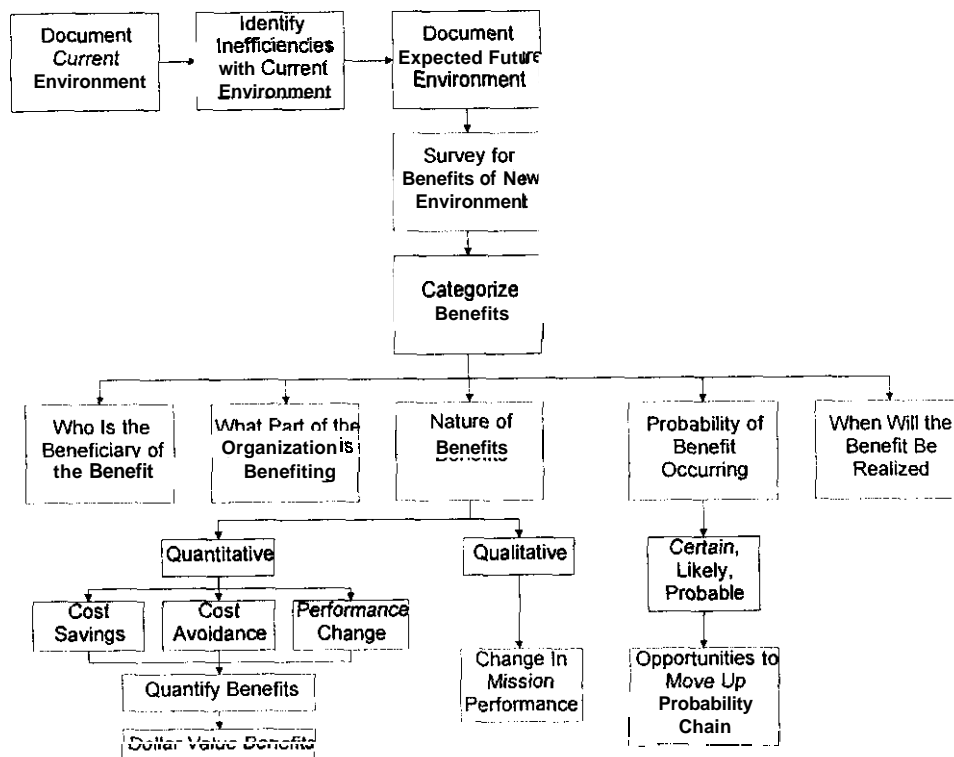 Document
Current
Environment
Identify
Inefficiencies
with Current
Environment
Document
Expected Future
Environment
Survey for
Benefits of New
Environment
Categorize
Benefits
Who Is the
Beneficiary of
the Benefit
What Part of the
Organization is
Benefiting
Nature of
Benefits
Probability of
Benefit
Occurring
When Will the
Benefit Be
Realized
Quantitative
Qualitative
Certain,
Likely,
Probable
Cost
Savings
Cost
Avoidance
Performance
Change
Change In
Mission
Performance
Opportunities to
Move Up
Probability
Chain
Quantify Benefits
Dollar Value Benefits